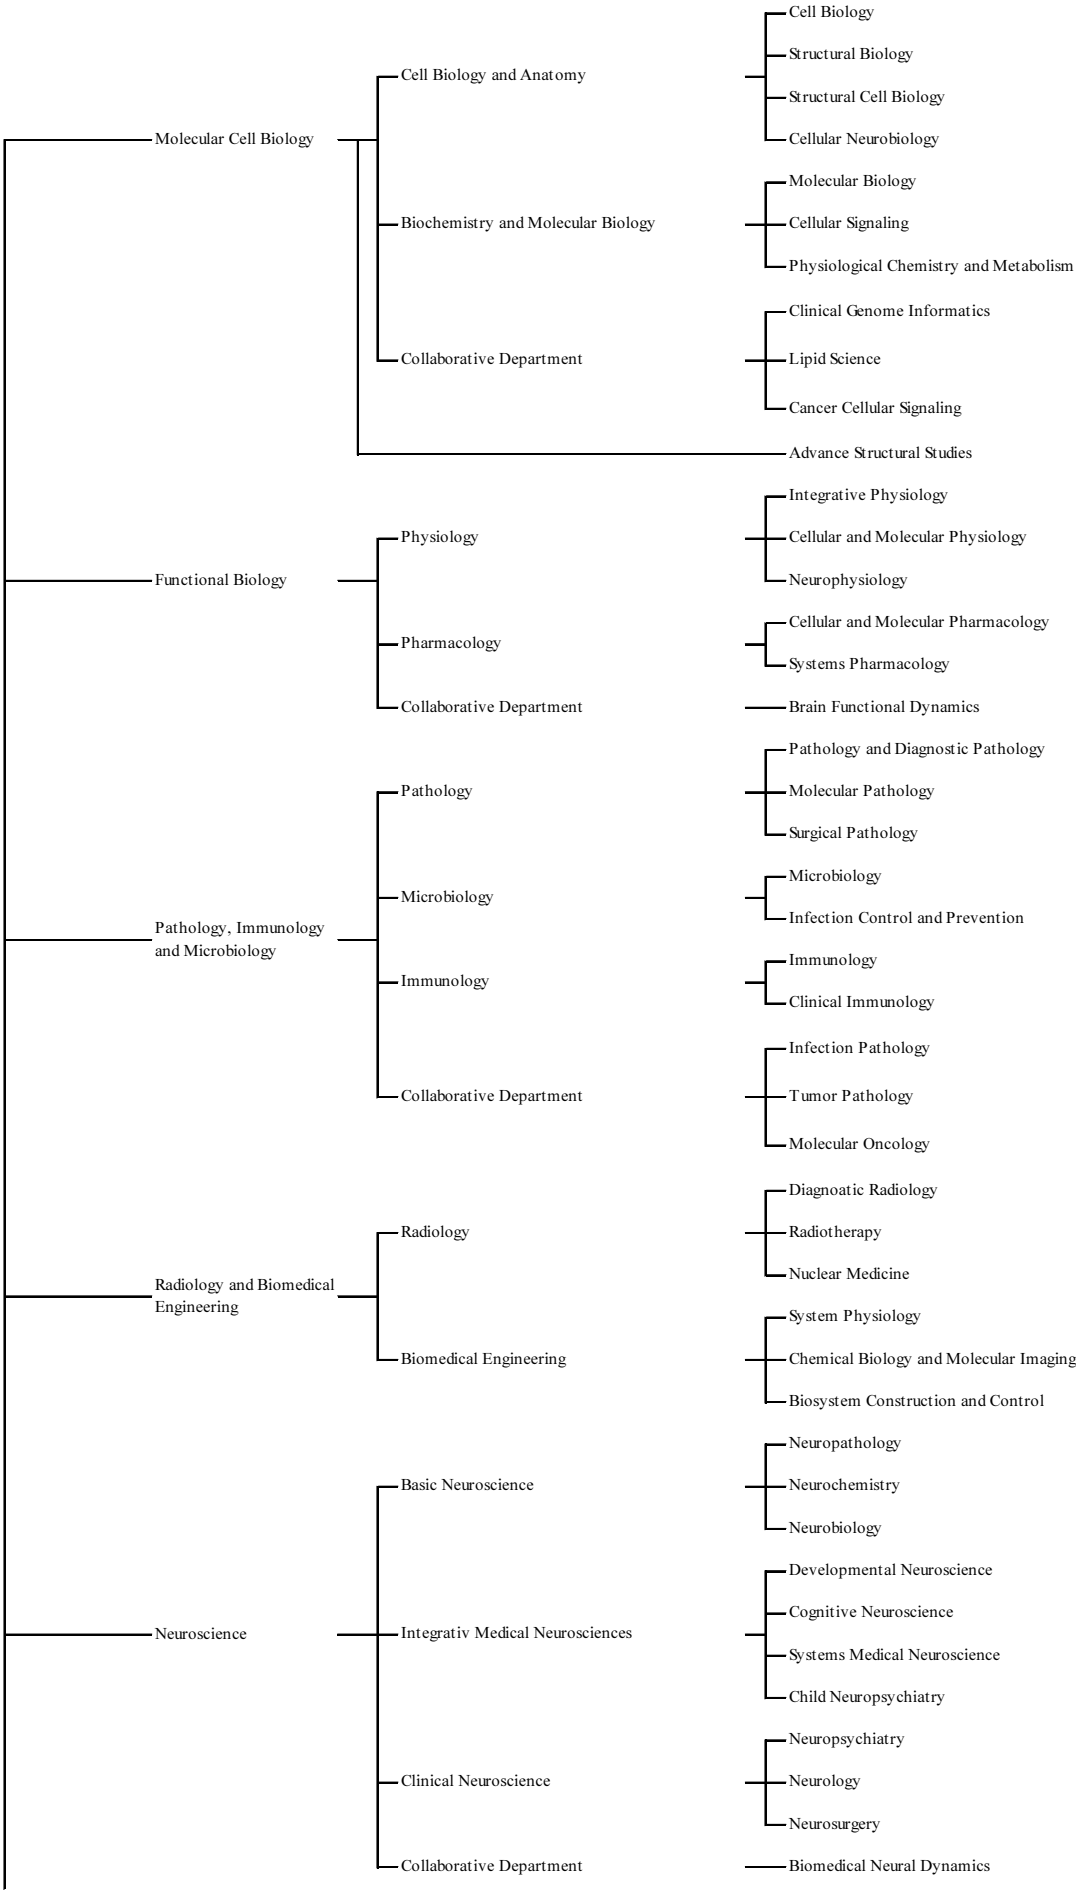 Cell Biology
Structural Biology
Cell Biology and Anatomy
Structural Cell Biology
Molecular Cell Biology
Cellular Neurobiology
Molecular Biology
Biochemistry and Molecular Biology
Cellular Signaling
Physiological Chemistry and Metabolism
Clinical Genome Informatics
Collaborative Department
Lipid Science
Cancer Cellular Signaling
Advance Structural Studies
Integrative Physiology
Physiology
Cellular and Molecular Physiology
Functional Biology
Neurophysiology
Cellular and Molecular Pharmacology
Pharmacology
Systems Pharmacology
Collaborative Department
Brain Functional Dynamics
Pathology and Diagnostic Pathology
Pathology
Molecular Pathology
Surgical Pathology
Microbiology
Microbiology
Infection Control and Prevention
Pathology, Immunology
and Microbiology
Immunology
Immunology
Clinical Immunology
Infection Pathology
Collaborative Department
Tumor Pathology
Molecular Oncology
Diagnoatic Radiology
Radiology
Radiotherapy
Nuclear Medicine
Radiology and Biomedical
Engineering
System Physiology
Biomedical Engineering
Chemical Biology and Molecular Imaging
Biosystem Construction and Control
Neuropathology
Basic Neuroscience
Neurochemistry
Neurobiology
Developmental Neuroscience
Cognitive Neuroscience
Neuroscience
Integrativ Medical Neurosciences
Systems Medical Neuroscience
Child Neuropsychiatry
Neuropsychiatry
Clinical Neuroscience
Neurology
Neurosurgery
Collaborative Department
Biomedical Neural Dynamics